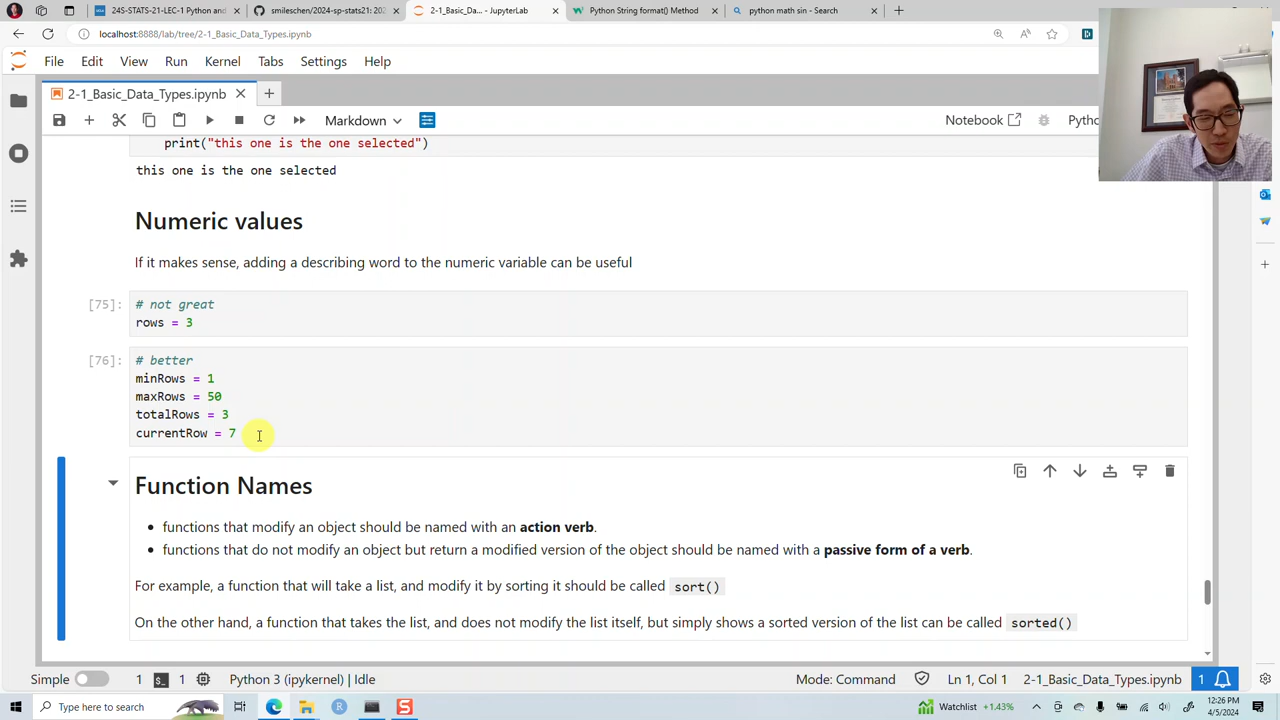 24S-STATS-21-LEC-1 Python and
smileschen/2024-sp-stats21: 202
2-1_Basic_Da... - JupyterLab
Python String format() Method
python math sin - Search
localhost:8888/lab/tree/2-1_Basic_Data_Types.ipynb
File Edit View Run Kernel Tabs Settings Help
2-1_Basic_Data_Types.ipynb
Markdown
Notebook
Pytho
print("this one is the one selected")
this one is the one selected
Numeric values
If it makes sense, adding a describing word to the numeric variable can be useful
[75]:
# not great
rows = 3
[76]:
# better
minRows = 1
maxRows = 50
totalRows = 3
currentRow = 7
Function Names
• functions that modify an object should be named with an action verb.
• functions that do not modify an object but return a modified version of the object should be named with a passive form of a verb.
For example, a function that will take a list, and modify it by sorting it should be called sort()
On the other hand, a function that takes the list, and does not modify the list itself, but simply shows a sorted version of the list can be called sorted()
Simple 1 $_ 1 Python 3 (ipykernel) | Idle Mode: Command Ln 1, Col 1 2-1_Basic_Data_Types.ipynb 1
Type here to search
Watchlist +1.43%
12:26 PM
4/5/2024